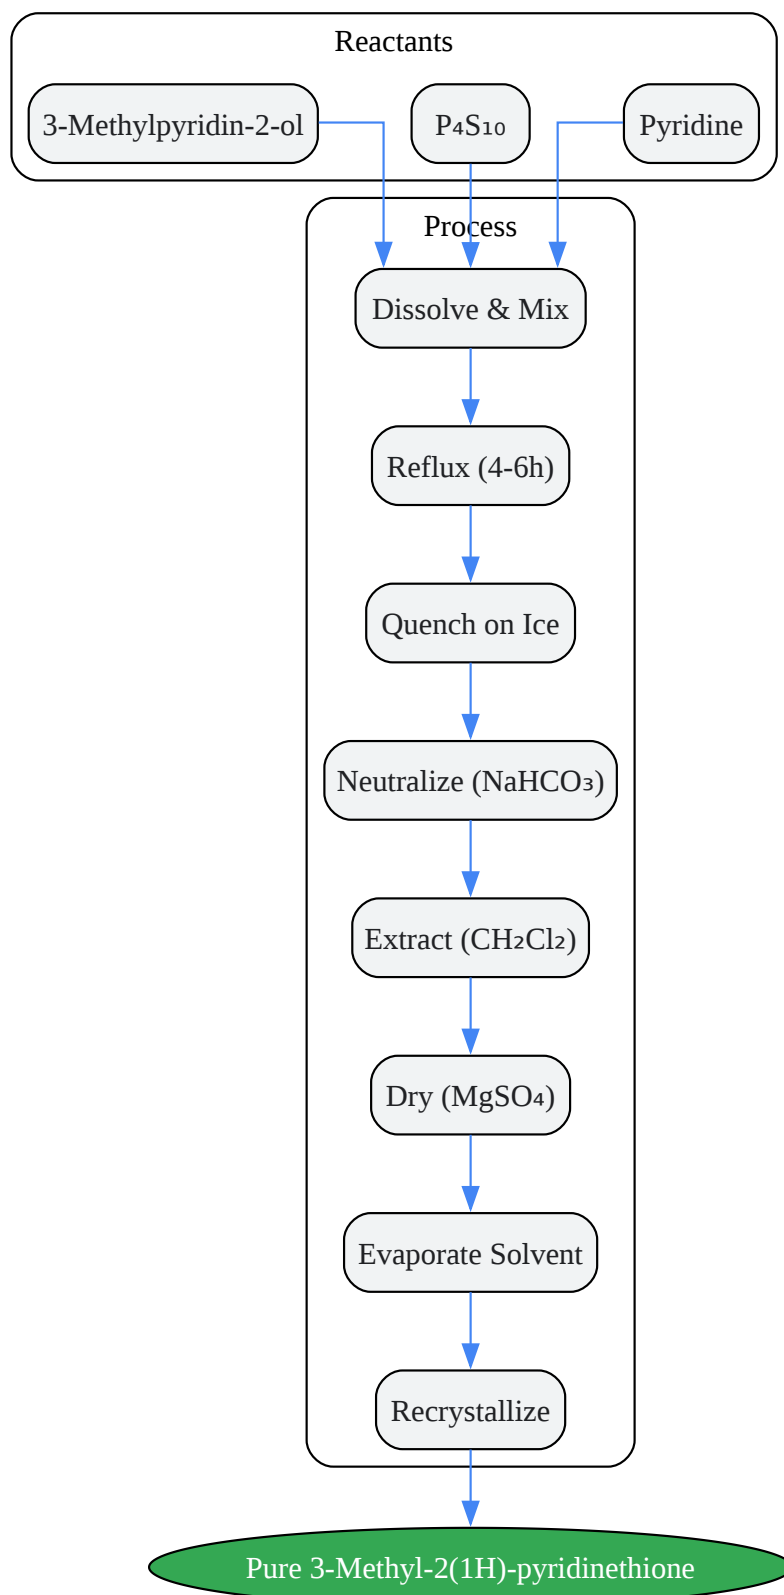 Reactants
3-Methylpyridin-2-ol
P₄S₁₀
Pyridine
Process
Dissolve & Mix
Reflux (4-6h)
Quench on Ice
Neutralize (NaHCO₃)
Extract (CH₂Cl₂)
Dry (MgSO₄)
Evaporate Solvent
Recrystallize
Pure 3-Methyl-2(1H)-pyridinethione